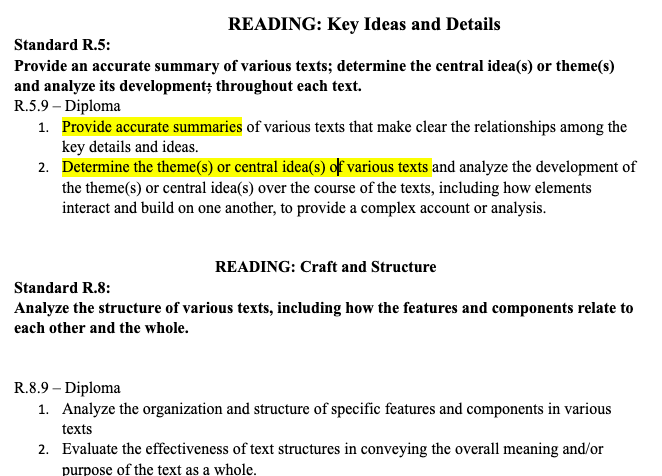 READING: Key Ideas and Details
Standard R.5:
Provide an accurate summary of various texts; determine the central idea(s) or theme(s)
and analyze its development; throughout each text.
R.5.9 – Diploma
1. Provide accurate summaries of various texts that make clear the relationships among the
key details and ideas.
2. Determine the theme(s) or central idea(s) of various texts and analyze the development of
the theme(s) or central idea(s) over the course of the texts, including how elements
interact and build on one another, to provide a complex account or analysis.
READING: Craft and Structure
Standard R.8:
Analyze the structure of various texts, including how the features and components relate to
each other and the whole.
R.8.9 – Diploma
1. Analyze the organization and structure of specific features and components in various
texts
2. Evaluate the effectiveness of text structures in conveying the overall meaning and/or
purpose of the text as a whole.